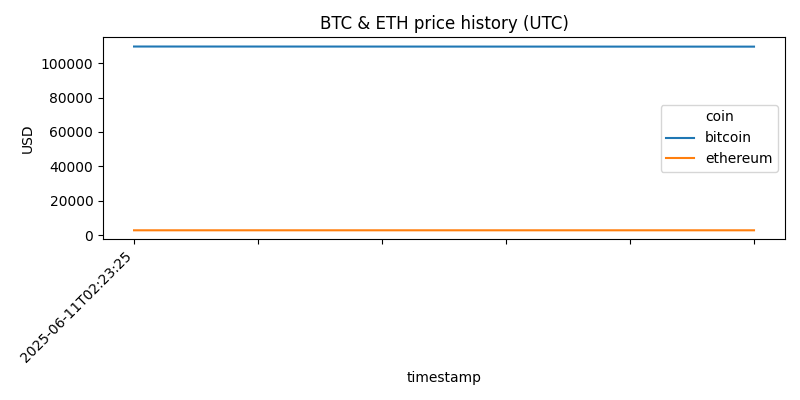 BTC & ETH price history (UTC)
USD
100000
80000
60000
40000
20000
0
coin
bitcoin
ethereum
2025-06-11T02:23:25
timestamp